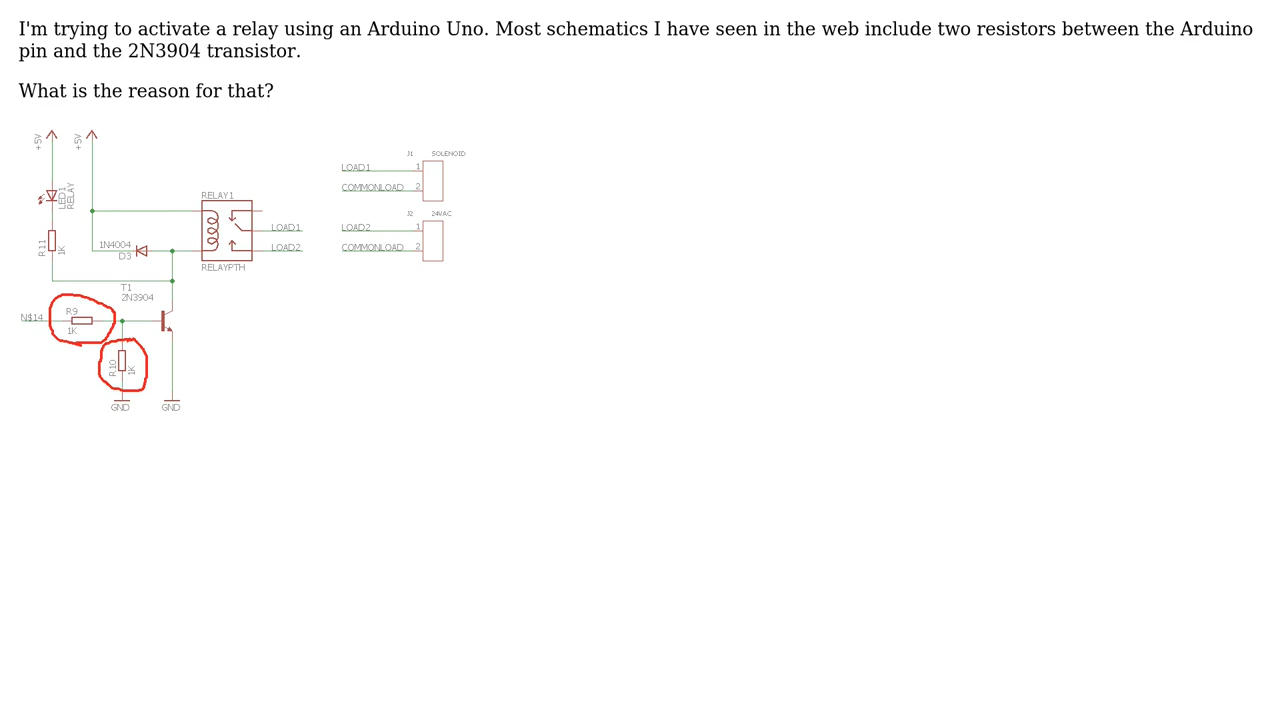 I'm trying to activate a relay using an Arduino Uno. Most schematics I have seen in the web include two resistors between the Arduino
pin and the 2N3904 transistor.
What is the reason for that?
+5V
+5V
LED1
RELAY
R11
1K
1N4004
D3
RELAY1
RELAYPTH
LOAD1
LOAD2
J1 SOLENOID
LOAD1 1
COMMONLOAD 2
J2 24VAC
LOAD2 1
COMMONLOAD 2
T1
2N3904
N$14
R9
1K
R10
1K
GND
GND